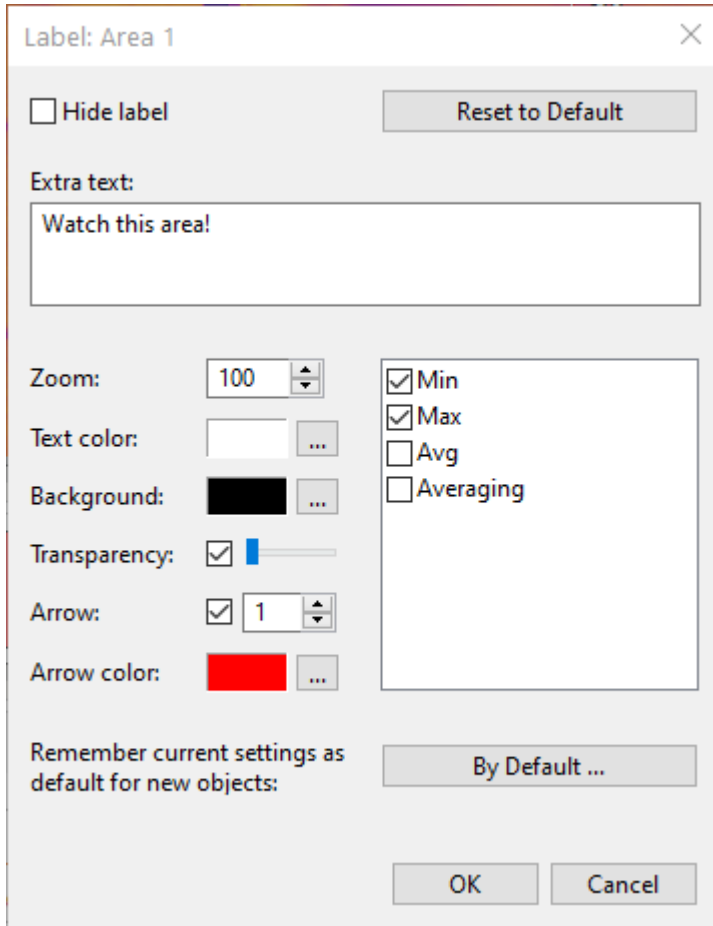 Label: Area 1
Hide label
Reset to Default
Extra text:
Watch this area!
Zoom:
100
Min
Max
Text color:
...
Avg
Background:
...
Averaging
Transparency:
Arrow:
1
Arrow color:
...
Remember current settings as
default for new objects:
By Default ...
OK
Cancel